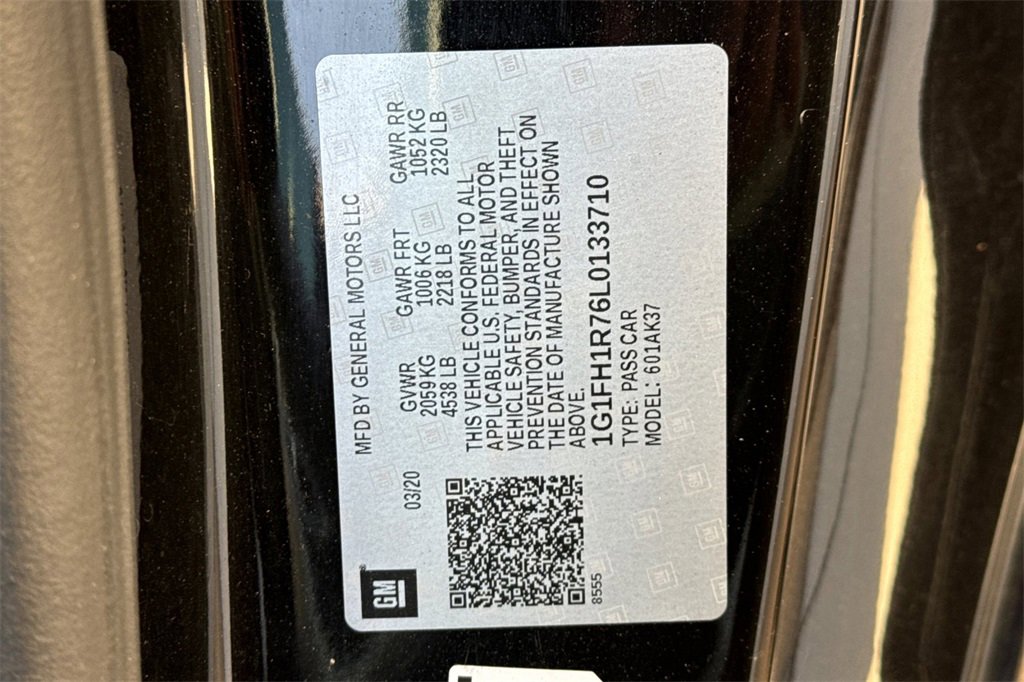 GM
03/20
MFD BY GENERAL MOTORS LLC
GVWR GAWR FRT GAWR RR
2059 KG 1006 KG 1052 KG
4538 LB 2218 LB 2320 LB
THIS VEHICLE CONFORMS TO ALL
APPLICABLE U.S. FEDERAL MOTOR
VEHICLE SAFETY, BUMPER, AND THEFT
PREVENTION STANDARDS IN EFFECT ON
THE DATE OF MANUFACTURE SHOWN
ABOVE.
1G1FH1R76L0133710
TYPE: PASS CAR
MODEL: 601AK37
8555